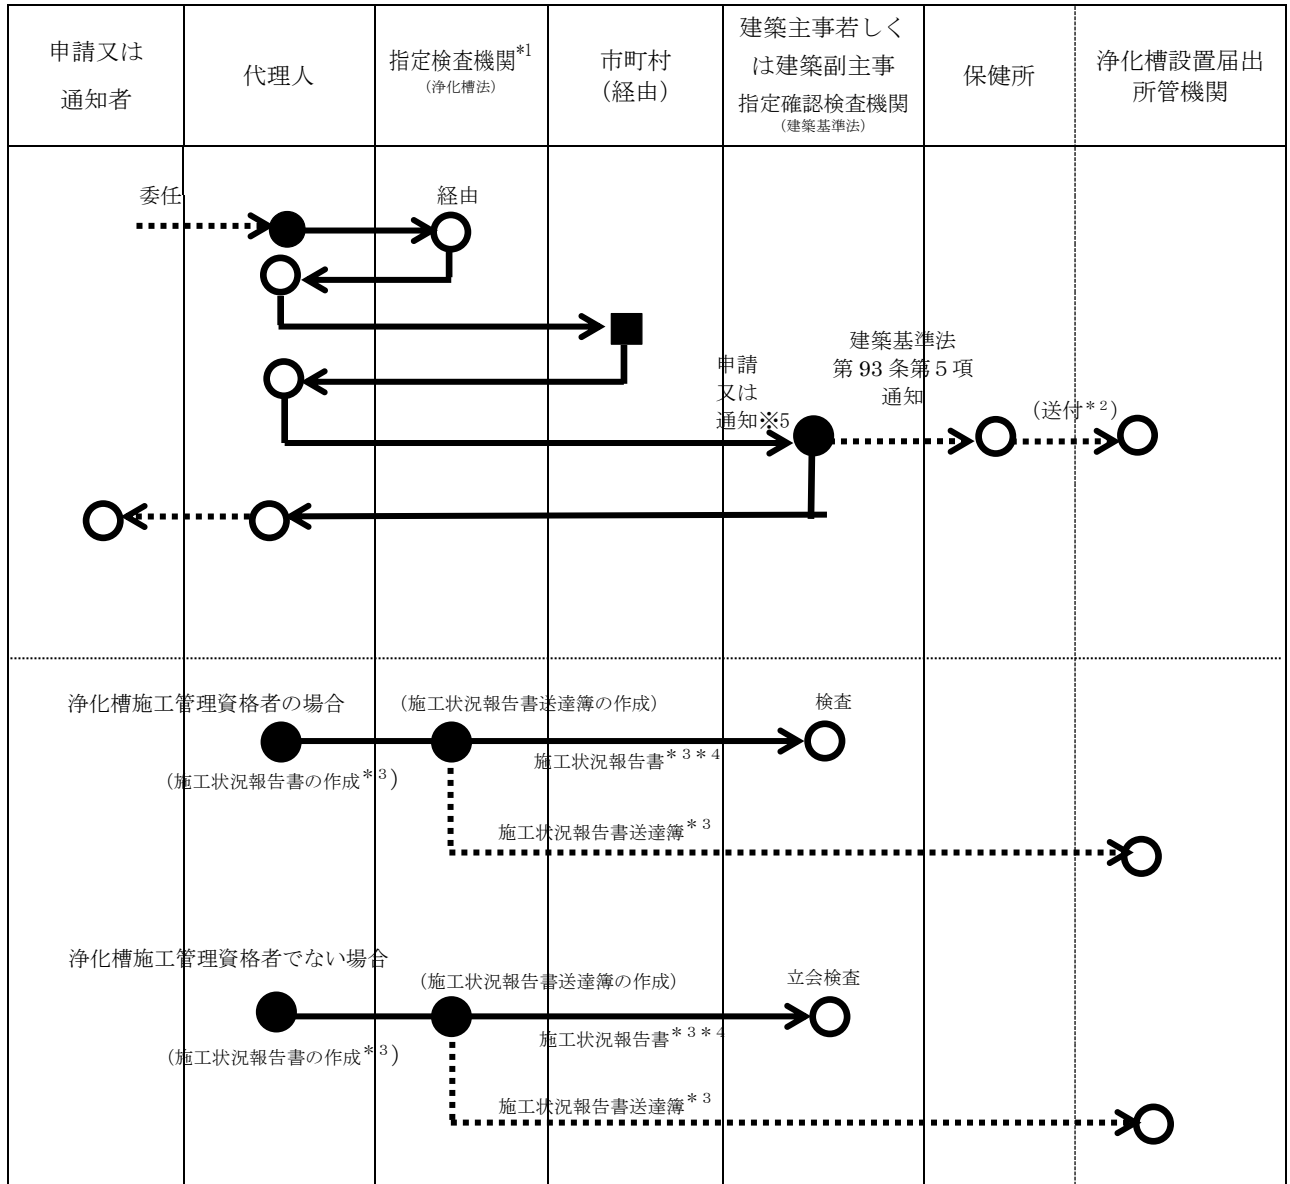 申請又は
通知者
代理人
指定検査機関*1
（浄化槽法）
市町村
（経由）
建築主事若しく
は建築副主事
指定確認検査機関
（建築基準法）
保健所
浄化槽設置届出
所管機関
委任
経由
申請
又は
通知※5
建築基準法
第 93 条第５項
通知
（送付＊２）
浄化槽施工管理資格者の場合
（施工状況報告書送達簿の作成）
検査
施工状況報告書＊３＊４
（施工状況報告書の作成＊３）
施工状況報告書送達簿＊３
浄化槽施工管理資格者でない場合
（施工状況報告書送達簿の作成）
立会検査
施工状況報告書＊３＊４
（施工状況報告書の作成＊３）
施工状況報告書送達簿＊３